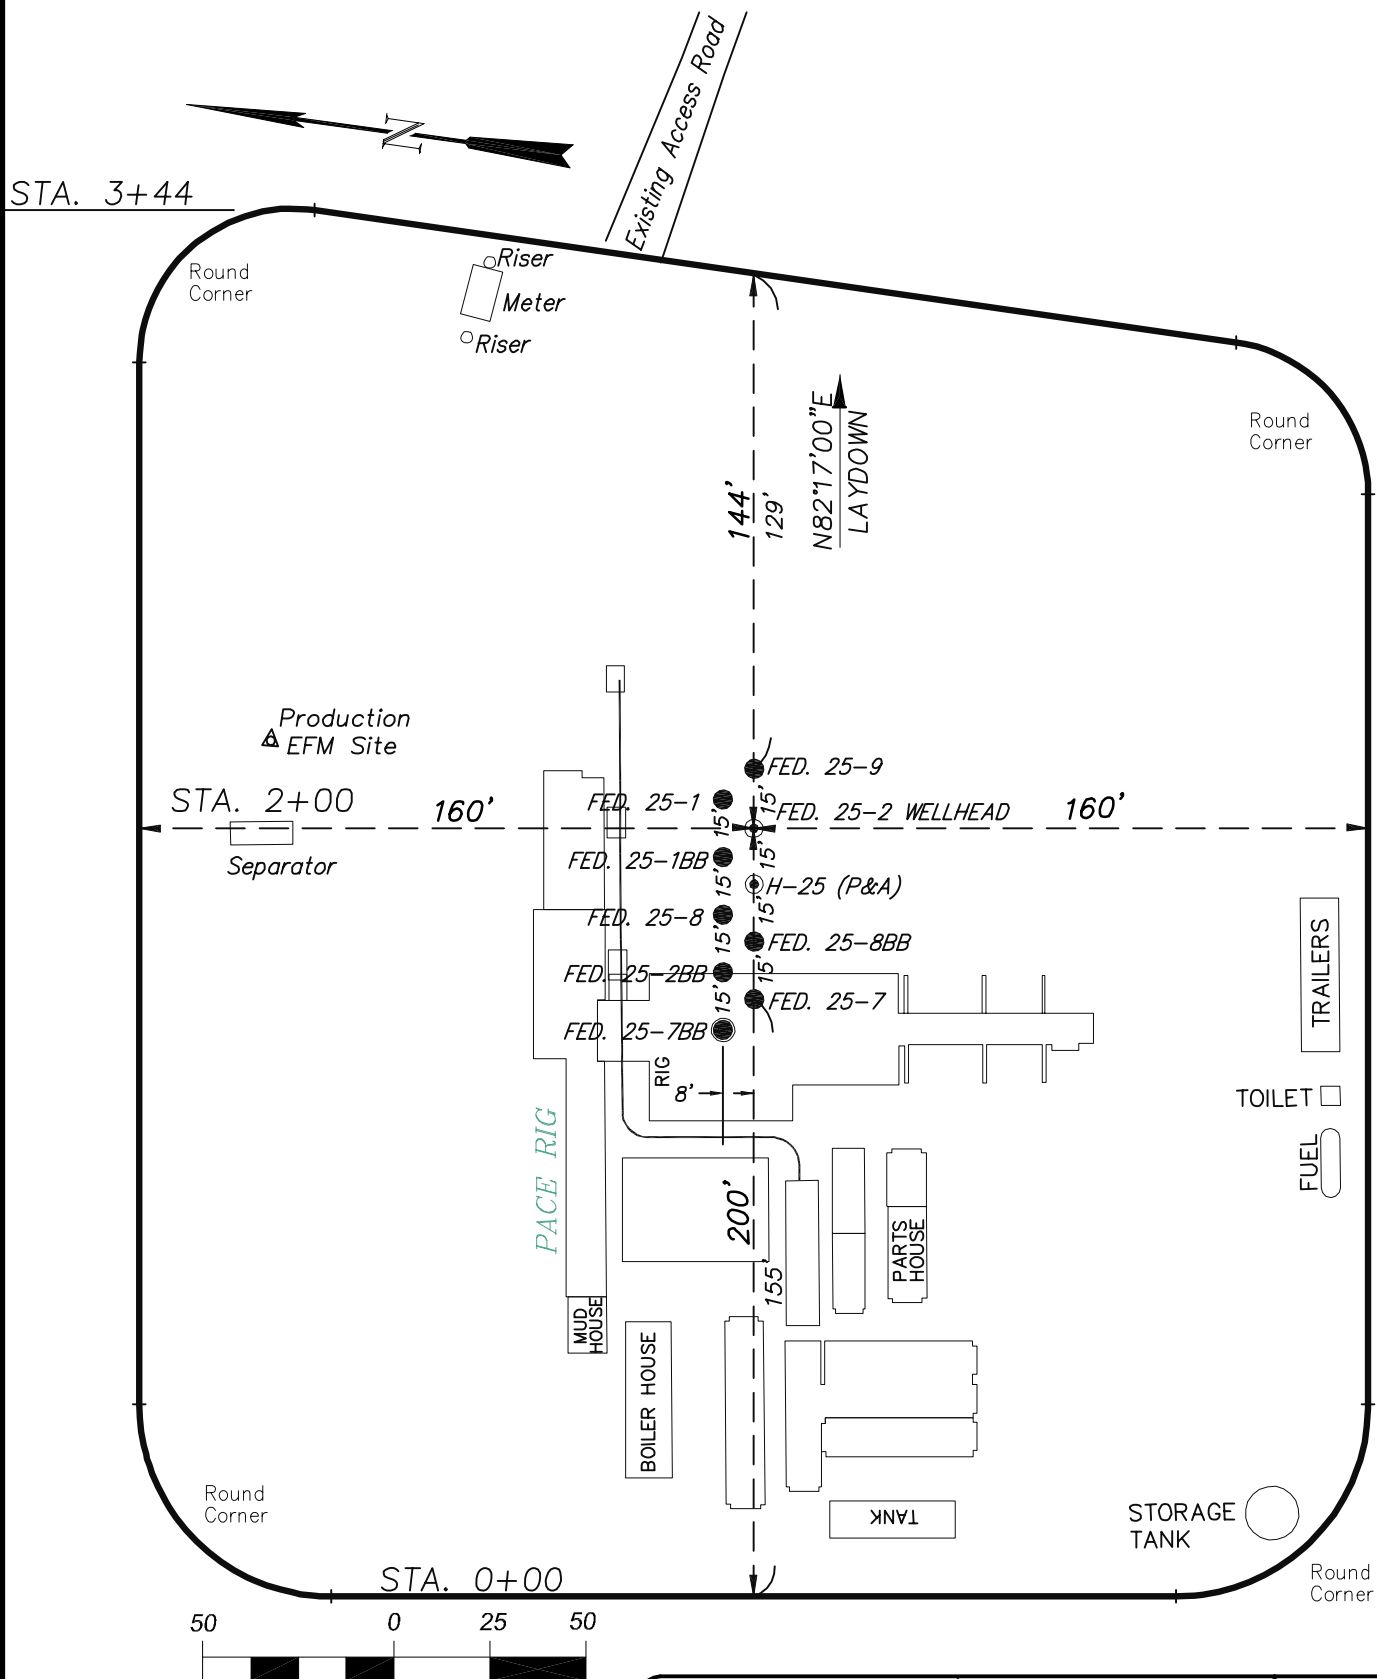 Existing Access Road
N
STA. 3+44
Round
Corner
Riser
Meter
Riser
N82°17'00"E
LAYDOWN
Round
Corner
144'
129'
Production
EFM Site
STA. 2+00
160'
Separator
FED. 25-9
15'
FED. 25-1
FED. 25-2 WELLHEAD
160'
15'
15'
FED. 25-1BB
15'
H-25 (P&A)
FED. 25-8
15'
15'
FED. 25-8BB
FED. 25-2BB
15'
15'
FED. 25-7
FED. 25-7BB
RIG
8'
TRAILERS
TOILET
FUEL
PACE RIG
200'
155'
PARTS
HOUSE
MUD
HOUSE
BOILER HOUSE
TANK
STORAGE
TANK
Round
Corner
Round
Corner
STA. 0+00
50 0 25 50